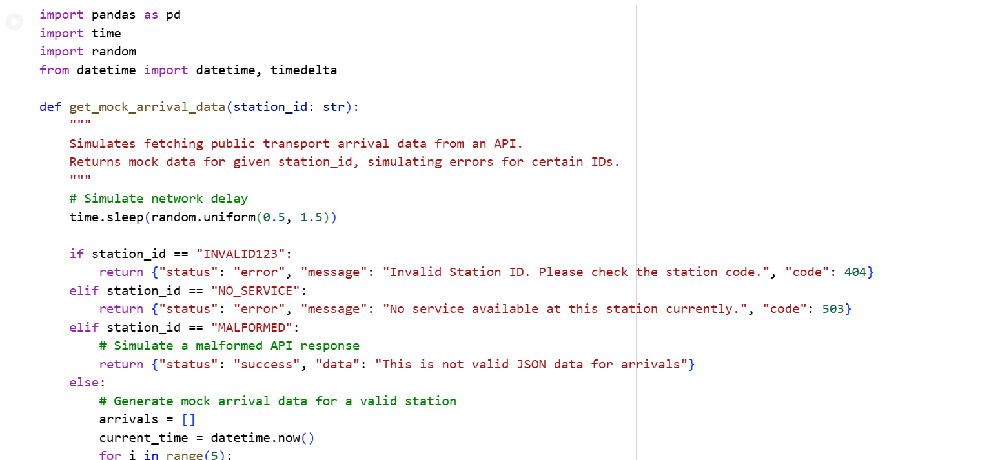 import pandas as pd
import time
import random
from datetime import datetime, timedelta

def get_mock_arrival_data(station_id: str):
    """
    Simulates fetching public transport arrival data from an API.
    Returns mock data for given station_id, simulating errors for certain IDs.
    """
    # Simulate network delay
    time.sleep(random.uniform(0.5, 1.5))

    if station_id == "INVALID123":
        return {"status": "error", "message": "Invalid Station ID. Please check the station code.", "code": 404}
    elif station_id == "NO_SERVICE":
        return {"status": "error", "message": "No service available at this station currently.", "code": 503}
    elif station_id == "MALFORMED":
        # Simulate a malformed API response
        return {"status": "success", "data": "This is not valid JSON data for arrivals"}
    else:
        # Generate mock arrival data for a valid station
        arrivals = []
        current_time = datetime.now()
        for i in range(5):